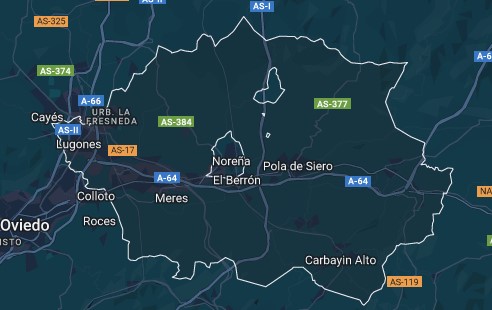 AS-I
AS-II
AS-325
AS-374
A-66
URB. LA
FRESNEDA
Cayés
AS-II
Lugones
AS-384
AS-377
AS-17
Noreña
Pola de Siero
A-64
El Berrón
A-64
Colloto
Meres
Roces
Oviedo
Carbayin Alto
AS-119